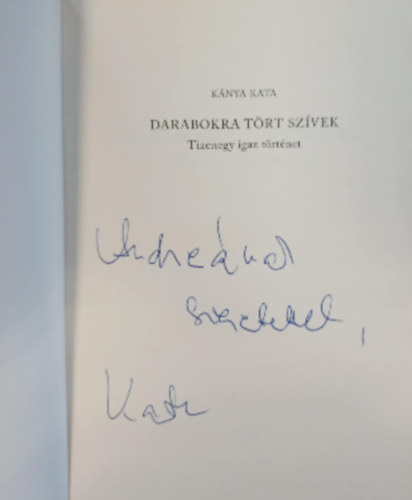 KÁNYA KATA
DARABOKRA TÖRT SZÍVEK
Tizenegy igaz történet
Andreának
szeretettel,
Kata